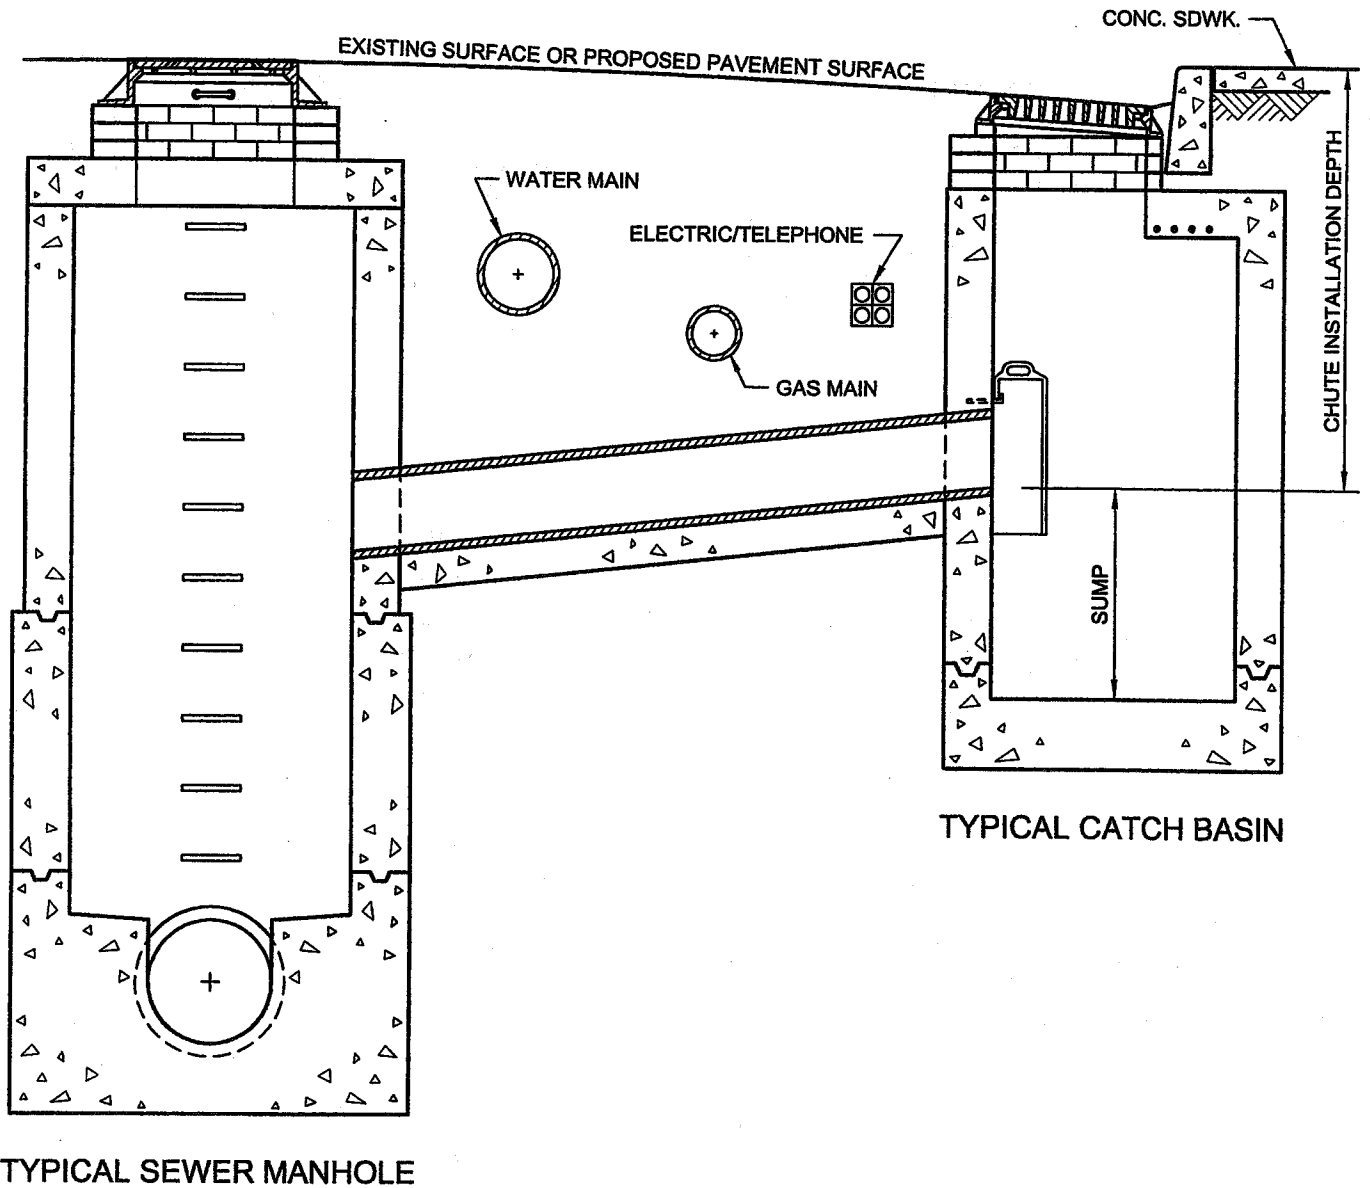 CONC. SDWK.
EXISTING SURFACE OR PROPOSED PAVEMENT SURFACE
WATER MAIN
ELECTRIC/TELEPHONE
GAS MAIN
CHUTE INSTALLATION DEPTH
SUMP
TYPICAL CATCH BASIN
TYPICAL SEWER MANHOLE